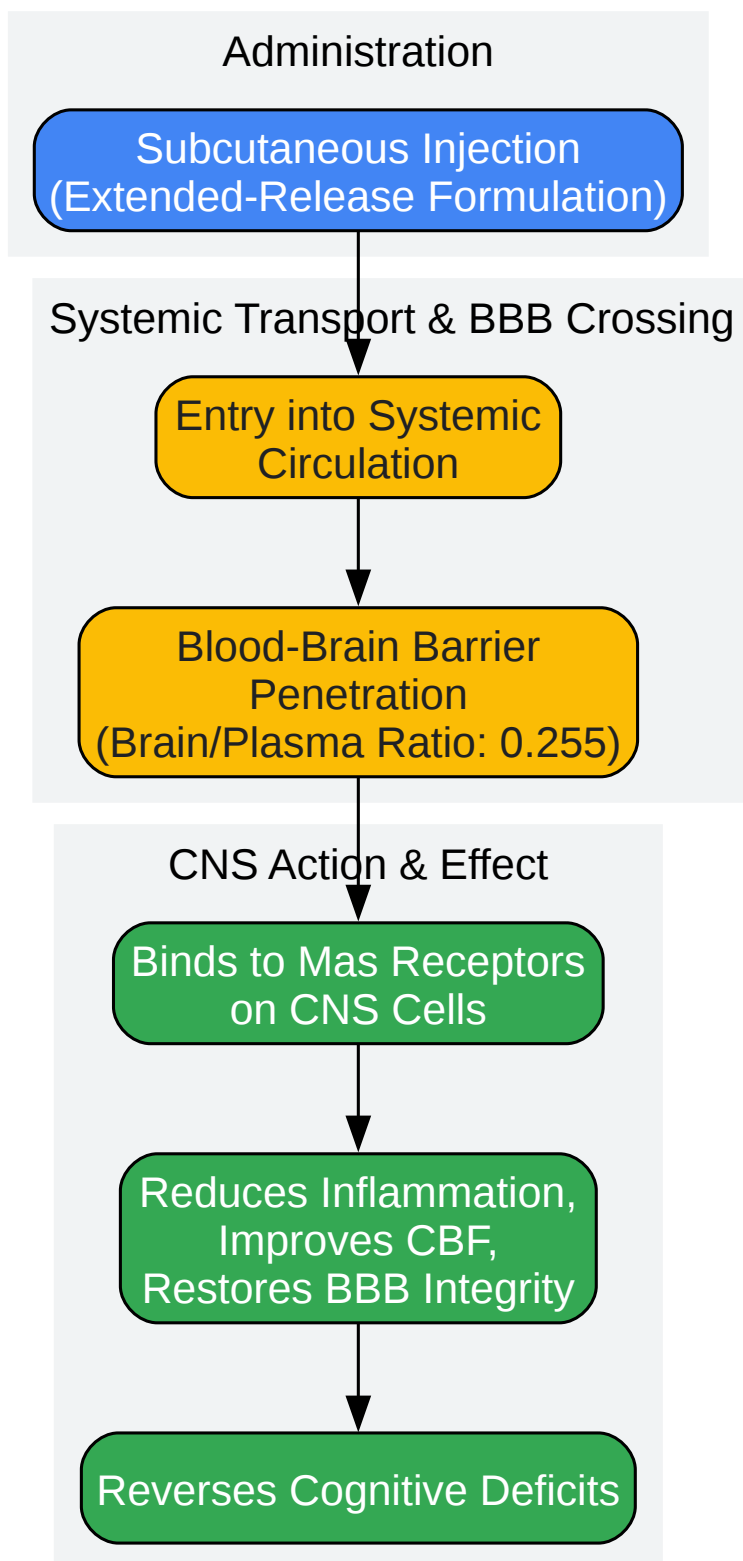 Administration
Subcutaneous Injection
(Extended-Release Formulation)
Systemic Transport & BBB Crossing
Entry into Systemic
Circulation
Blood-Brain Barrier
Penetration
(Brain/Plasma Ratio: 0.255)
CNS Action & Effect
Binds to Mas Receptors
on CNS Cells
Reduces Inflammation,
Improves CBF,
Restores BBB Integrity
Reverses Cognitive Deficits